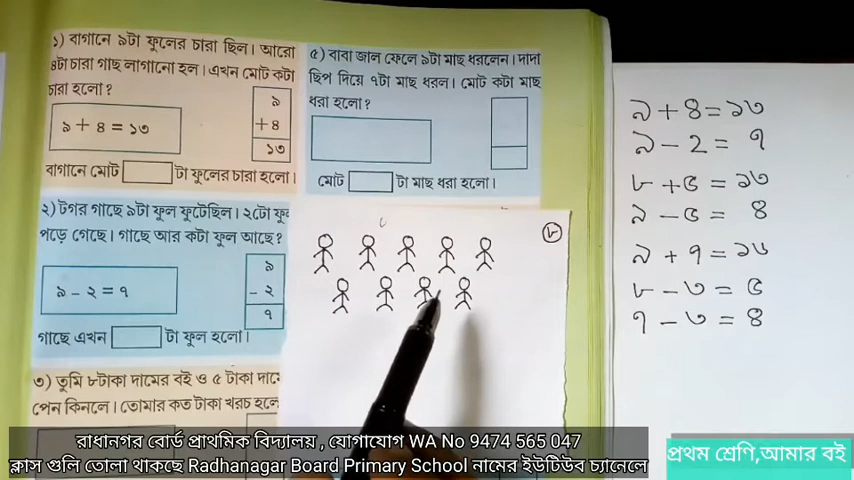 ১) বাগানে ৯টা ফুলের চারা ছিল। আরো
৪টা চারা গাছ লাগানো হল। এখন মোট কটা
চারা হলো?
৯ + ৪ = ১৩
৯
+ ৪
১৩
বাগানে মোট টা ফুলের চারা হলো।
২) টগর গাছে ৯টা ফুল ফুটেছিল। ২টো
পড়ে গেছে। গাছে আর কটা ফুল আছে?
৯ - ২ = ৭
৯
- ২
৭
গাছে এখন টা ফুল হলো।
৩) তুমি ৮টাকা দামের বই ও ৫ টাকা
পেন কিনলে। তোমার কত টাকা খরচ
৫) বাবা জাল ফেলে ৯টা মাছ ধরলেন। দাদা
ছিপ দিয়ে ৭টা মাছ ধরল। মোট কটা মাছ
ধরা হলো?
মোট টা মাছ ধরা হলো।
৮
৯ + ৪ = ১৩
৯ - ২ = ৭
৮ + ৫ = ১৩
৯ - ৫ = ৪
৯ + ৭ = ১৬
৮ - ৩ = ৫
৭ - ৩ = ৪
রাধানগর বোর্ড প্রাথমিক বিদ্যালয় , যোগাযোগ WA No 9474 565 047
ক্লাস গুলি তোলা থাকছে Radhanagar Board Primary School নামের ইউটিউব চ্যানেলে
প্রথম শ্রেণি,আমার বই